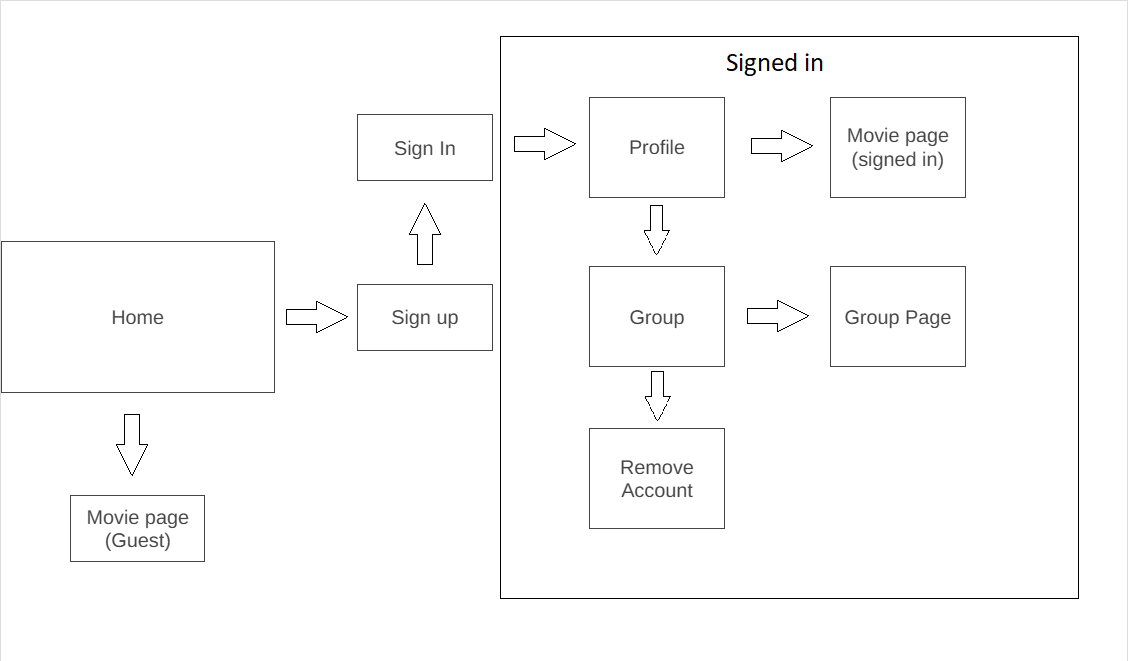 Signed in
Sign In
Profile
Movie page
(signed in)
Home
Sign up
Group
Group Page
Remove
Account
Movie page
(Guest)